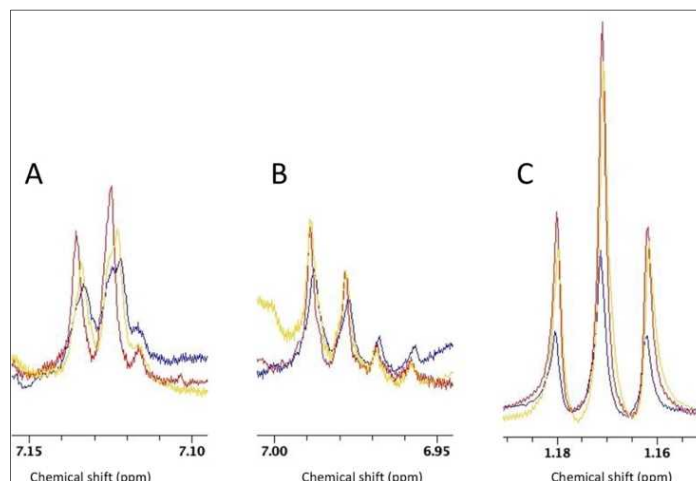 A B C
7.15 7.10 7.00 6.95 1.18 1.16
Chemical shift (ppm) Chemical shift (ppm) Chemical shift (ppm)